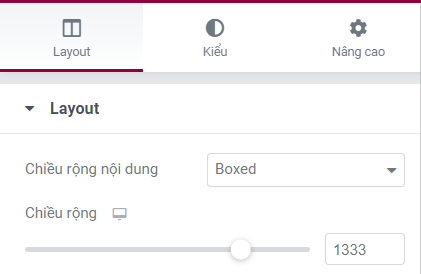 Layout Kiểu Nâng cao
Layout
Chiều rộng nội dung Boxed
Chiều rộng
1333